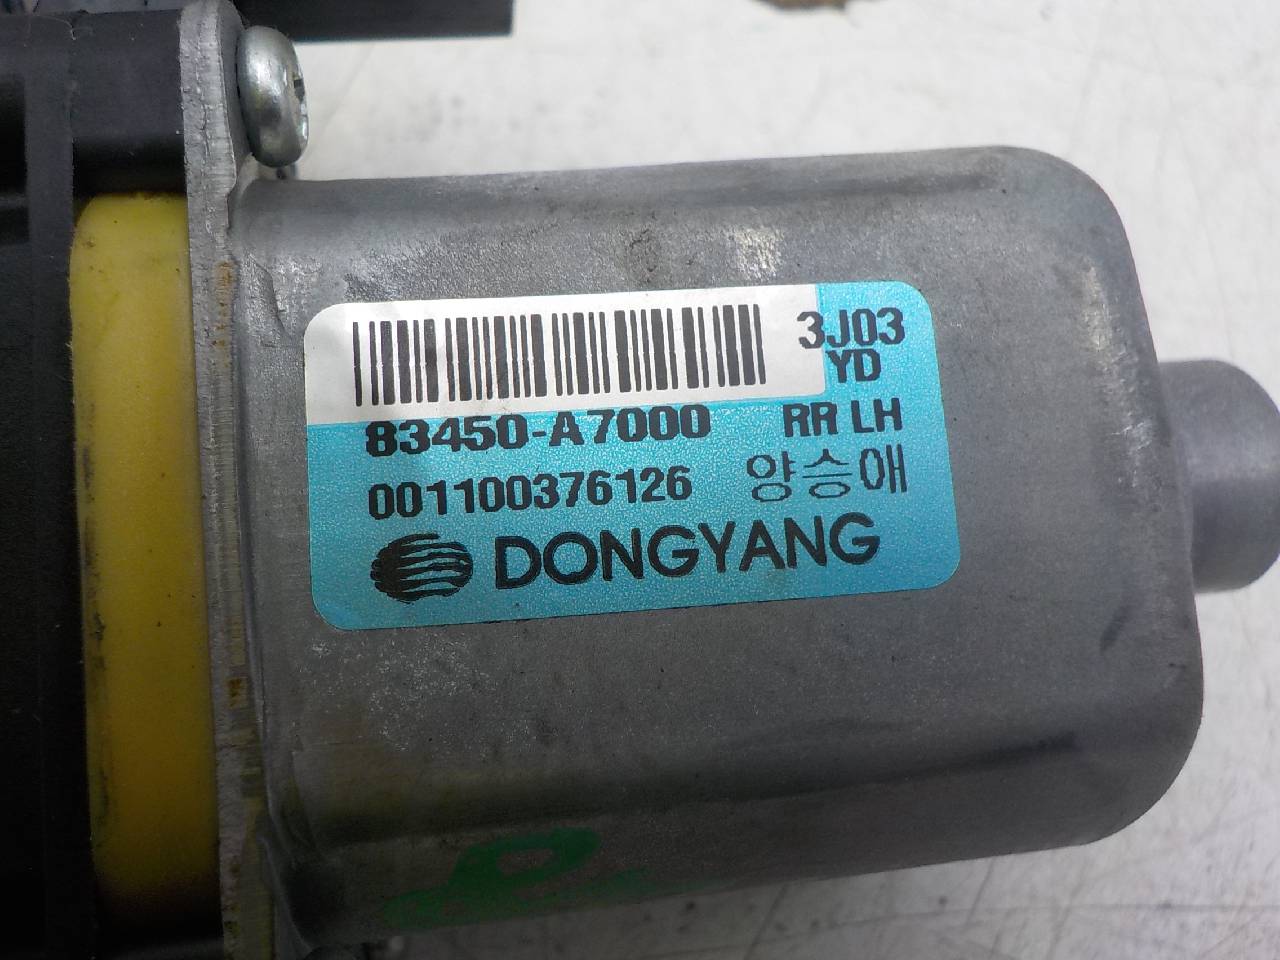 3J03
YD
83450-A7000 RR LH
001100376126 양승애
DONGYANG